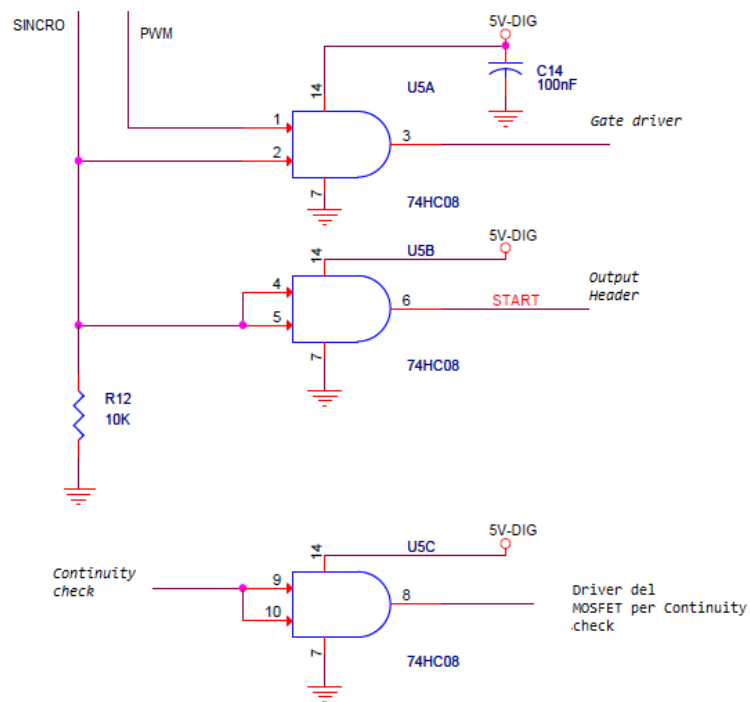 SINCRO
PWM
5V-DIG
C14
100nF
14
U5A
1
2
3
Gate driver
7
74HC08
5V-DIG
14
U5B
4
5
6
START
Output
Header
7
74HC08
R12
10K
5V-DIG
14
U5C
Continuity
check
9
10
8
Driver del
MOSFET per Continuity
check
7
74HC08